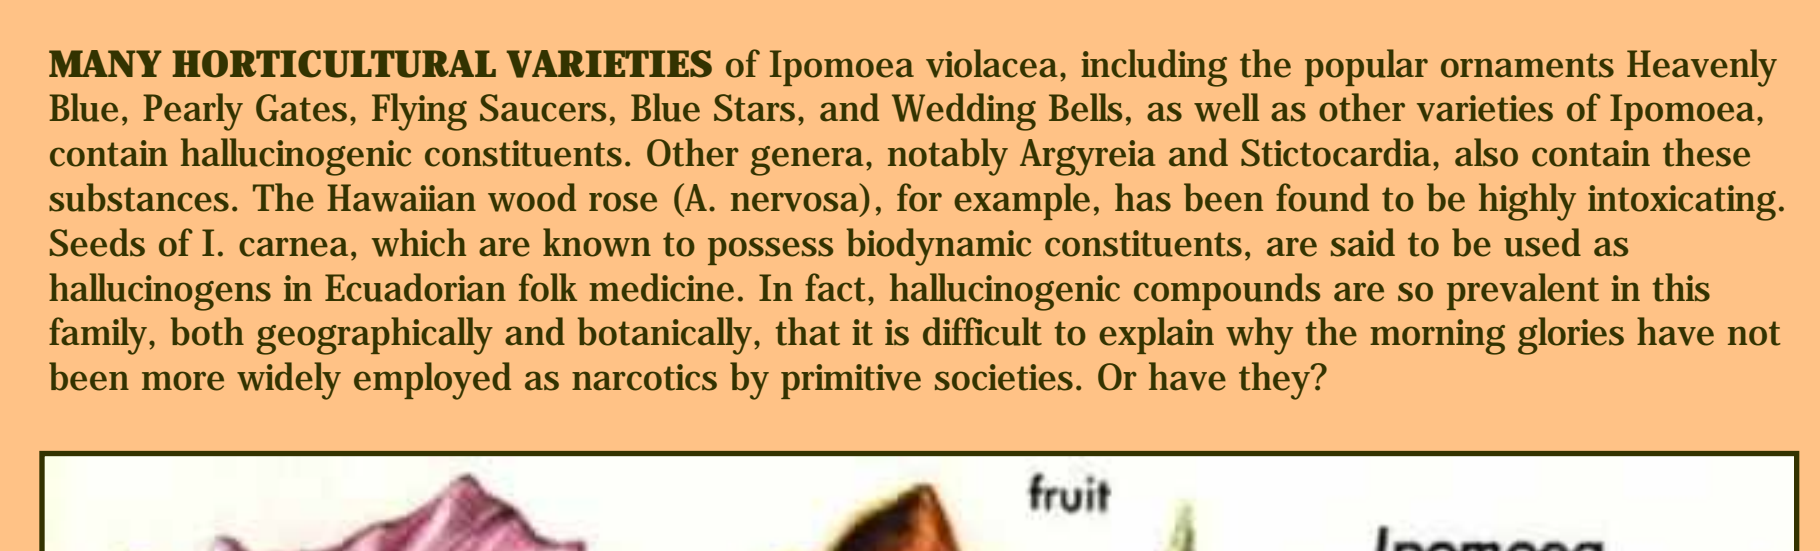 MANY HORTICULTURAL VARIETIES of Ipomoea violacea, including the popular ornaments Heavenly
Blue, Pearly Gates, Flying Saucers, Blue Stars, and Wedding Bells, as well as other varieties of Ipomoea,
contain hallucinogenic constituents. Other genera, notably Argyreia and Stictocardia, also contain these
substances. The Hawaiian wood rose (A. nervosa), for example, has been found to be highly intoxicating.
Seeds of I. carnea, which are known to possess biodynamic constituents, are said to be used as
hallucinogens in Ecuadorian folk medicine. In fact, hallucinogenic compounds are so prevalent in this
family, both geographically and botanically, that it is difficult to explain why the morning glories have not
been more widely employed as narcotics by primitive societies. Or have they?
fruit
Ipomoea